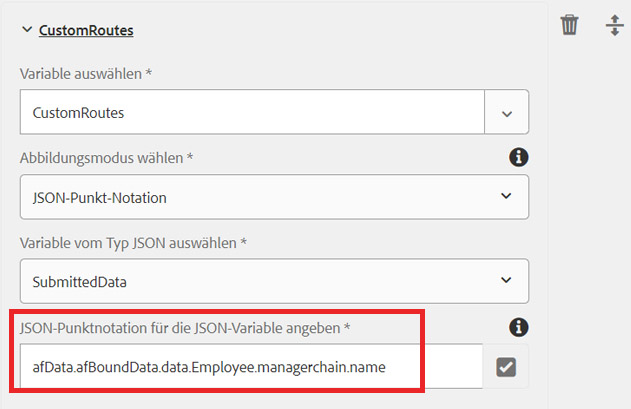 CustomRoutes
Variable auswählen *
CustomRoutes
Abbildungsmodus wählen *
JSON-Punkt-Notation
Variable vom Typ JSON auswählen *
SubmittedData
JSON-Punktnotation für die JSON-Variable angeben *
afData.afBoundData.data.Employee.managerchain.name